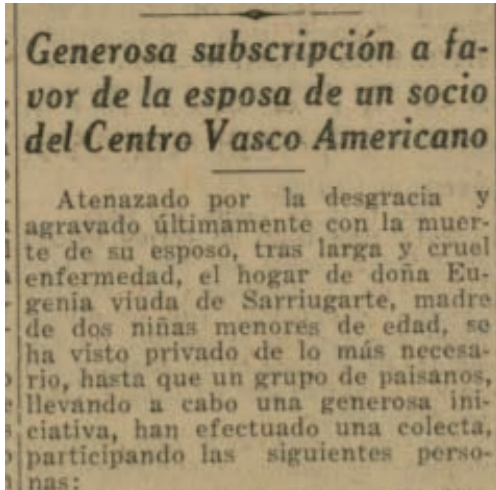 Generosa subscripción a fa-
vor de la esposa de un socio
del Centro Vasco Americano
Atenazado por la desgracia y
agravado últimamente con la muer-
te de su esposo, tras larga y cruel
enfermedad, el hogar de doña Eu-
genia viuda de Sarriugarte, madre
de dos niñas menores de edad, se
ha visto privado de lo más necesa-
rio, hasta que un grupo de paisanos,
llevando a cabo una generosa ini-
ciativa, han efectuado una colecta,
participando las siguientes perso-
nas: